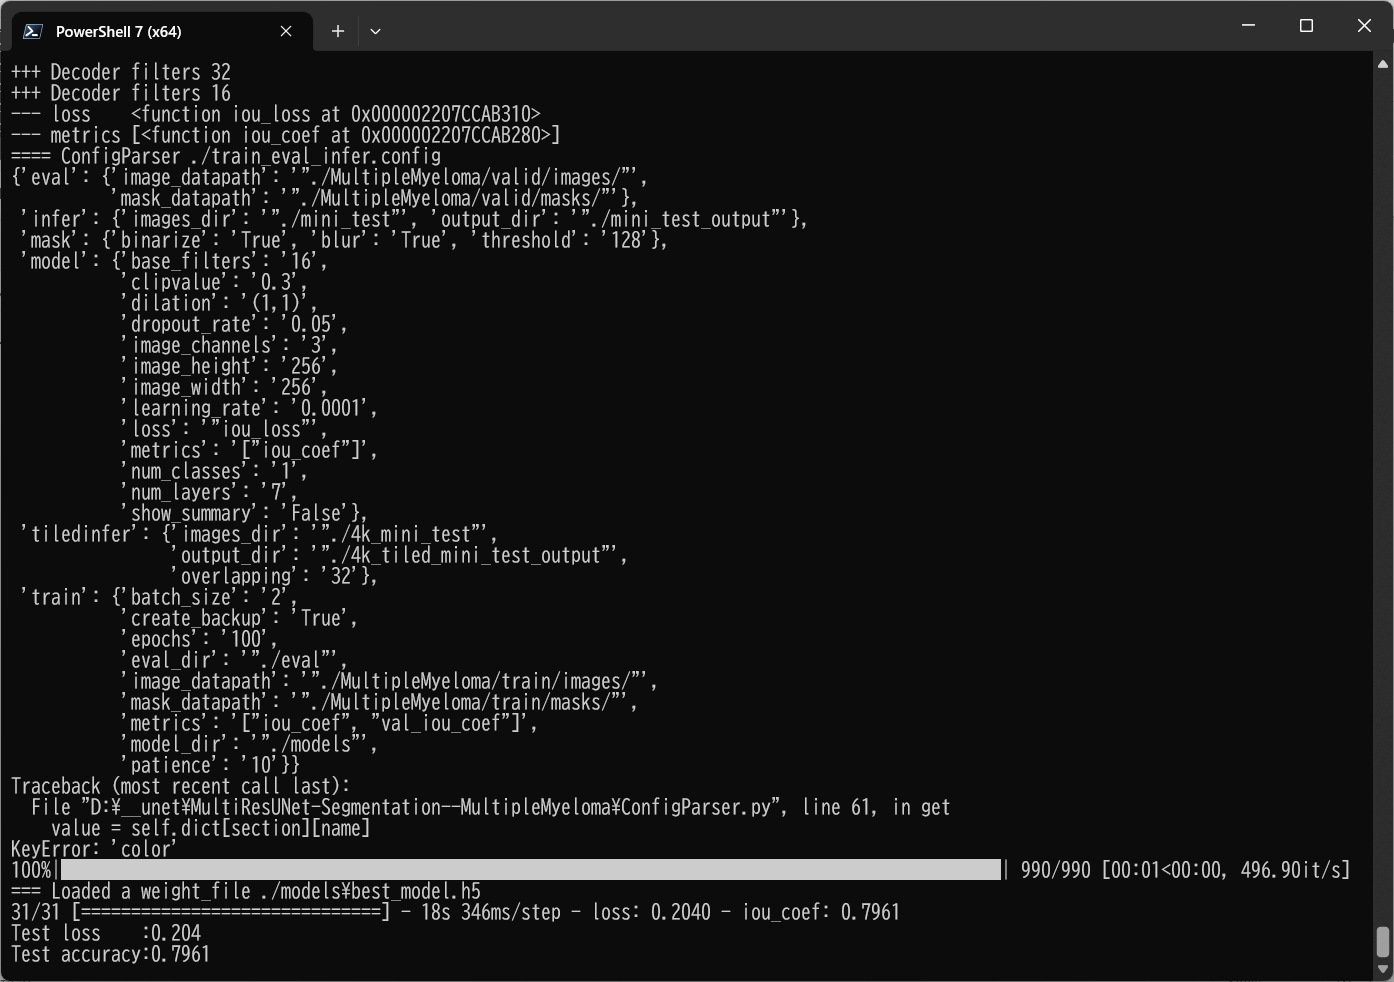 PowerShell 7 (x64)
+++ Decoder filters 32
+++ Decoder filters 16
--- loss    <function iou_loss at 0x000002207CCAB310>
--- metrics [<function iou_coef at 0x000002207CCAB280>]
==== ConfigParser ./train_eval_infer.config
{'eval': {'image_datapath': '"./MultipleMyeloma/valid/images/"',
          'mask_datapath': '"./MultipleMyeloma/valid/masks/"'},
 'infer': {'images_dir': '"./mini_test"', 'output_dir': '"./mini_test_output"'},
 'mask': {'binarize': 'True', 'blur': 'True', 'threshold': '128'},
 'model': {'base_filters': '16',
           'clipvalue': '0.3',
           'dilation': '(1,1)',
           'dropout_rate': '0.05',
           'image_channels': '3',
           'image_height': '256',
           'image_width': '256',
           'learning_rate': '0.0001',
           'loss': '"iou_loss"',
           'metrics': '["iou_coef"]',
           'num_classes': '1',
           'num_layers': '7',
           'show_summary': 'False'},
 'tiledinfer': {'images_dir': '"./4k_mini_test"',
                'output_dir': '"./4k_tiled_mini_test_output"',
                'overlapping': '32'},
 'train': {'batch_size': '2',
           'create_backup': 'True',
           'epochs': '100',
           'eval_dir': '"./eval"',
           'image_datapath': '"./MultipleMyeloma/train/images/"',
           'mask_datapath': '"./MultipleMyeloma/train/masks/"',
           'metrics': '["iou_coef", "val_iou_coef"]',
           'model_dir': '"./models"',
           'patience': '10'}}
Traceback (most recent call last):
  File "D:¥__unet¥MultiResUNet-Segmentation--MultipleMyeloma¥ConfigParser.py", line 61, in get
    value = self.dict[section][name]
KeyError: 'color'
100%|                                                                                              | 990/990 [00:01<00:00, 496.90it/s]
=== Loaded a weight_file ./models¥best_model.h5
31/31 [==============================] - 18s 346ms/step - loss: 0.2040 - iou_coef: 0.7961
Test loss    :0.204
Test accuracy:0.7961